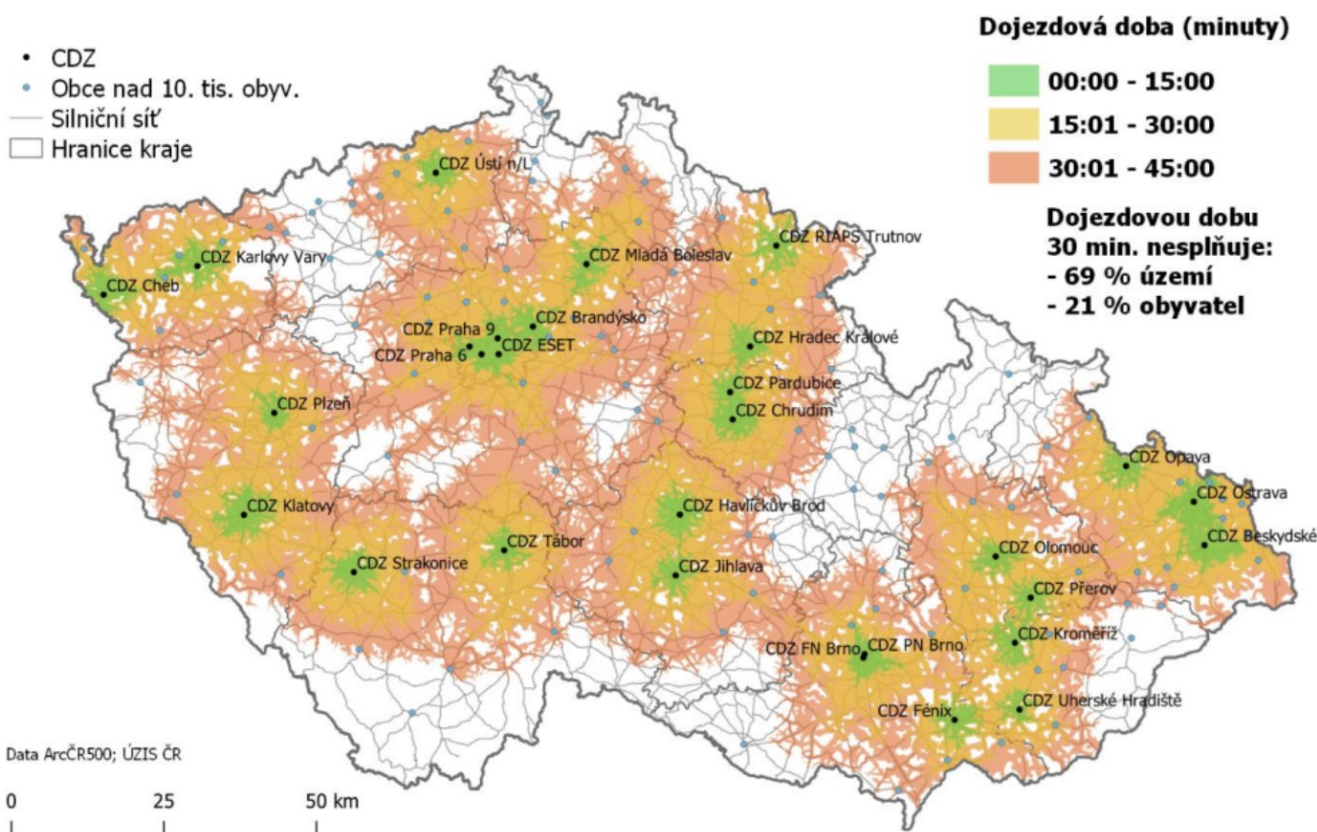 CDZ
Obce nad 10. tis. obyv.
Silniční síť
Hranice kraje
Dojezdová doba (minuty)
00:00 - 15:00
15:01 - 30:00
30:01 - 45:00
Dojezdovou dobu
30 min. nesplňuje:
- 69 % území
- 21 % obyvatel
CDZ Ústí n/L
CDZ RIAPS Trutnov
CDZ Karlovy Vary
CDZ Mladá Boleslav
CDZ Cheb
CDZ Brandýsko
CDZ Praha 9
CDZ ESET
CDZ Praha 6
CDZ Hradec Králové
CDZ Pardubice
CDZ Plzeň
CDZ Chrudim
CDZ Opava
CDZ Ostrava
CDZ Klatovy
CDZ Havlíčkův Brod
CDZ Beskydské
CDZ Tábor
CDZ Olomouc
CDZ Strakonice
CDZ Jihlava
CDZ Přerov
CDZ Kroměříž
CDZ FN Brno
CDZ PN Brno
CDZ Uherské Hradiště
CDZ Fénix
Data ArcČR500; ÚZIS ČR
0 25 50 km